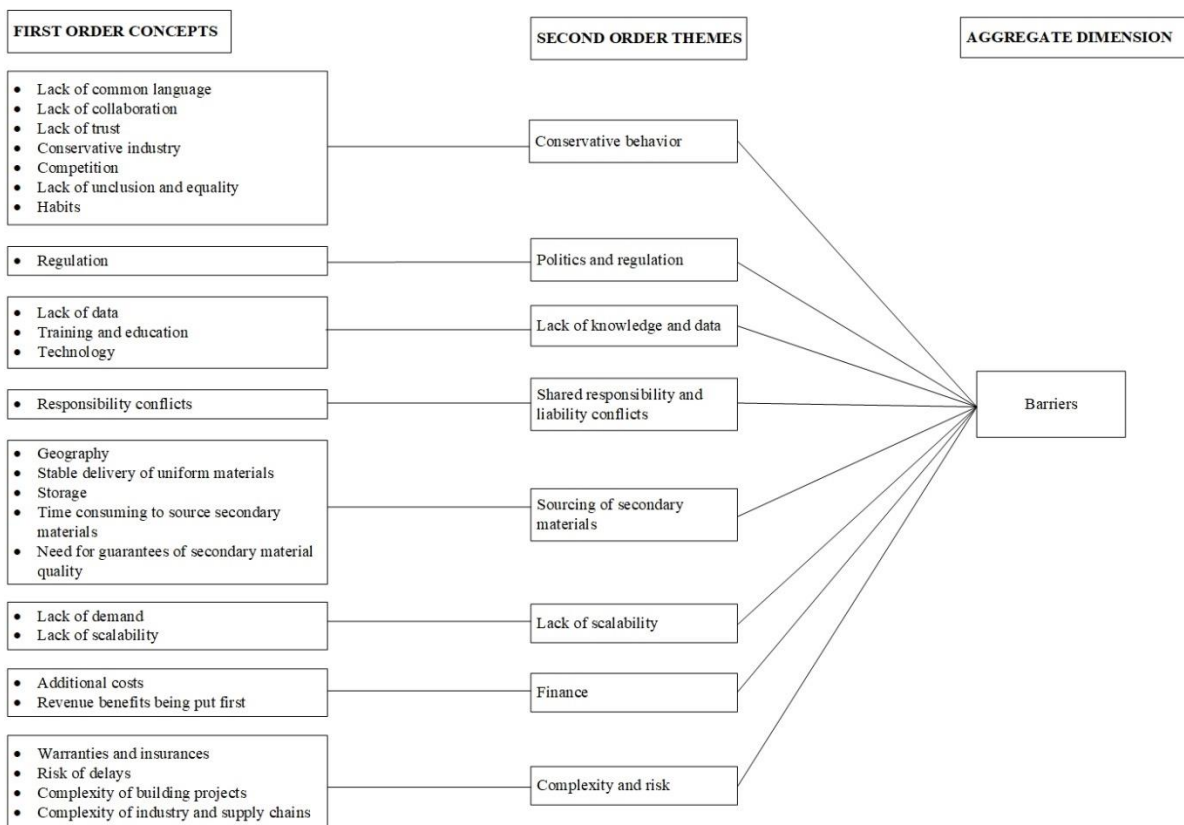 FIRST ORDER CONCEPTS
SECOND ORDER THEMES
AGGREGATE DIMENSION
• Lack of common language
• Lack of collaboration
• Lack of trust
• Conservative industry
• Competition
• Lack of unclusion and equality
• Habits
Conservative behavior
• Regulation
Politics and regulation
• Lack of data
• Training and education
• Technology
Lack of knowledge and data
• Responsibility conflicts
Shared responsibility and
liability conflicts
• Geography
• Stable delivery of uniform materials
• Storage
• Time consuming to source secondary
materials
• Need for guarantees of secondary material
quality
Sourcing of secondary
materials
• Lack of demand
• Lack of scalability
Lack of scalability
• Additional costs
• Revenue benefits being put first
Finance
• Warranties and insurances
• Risk of delays
• Complexity of building projects
• Complexity of industry and supply chains
Complexity and risk
Barriers